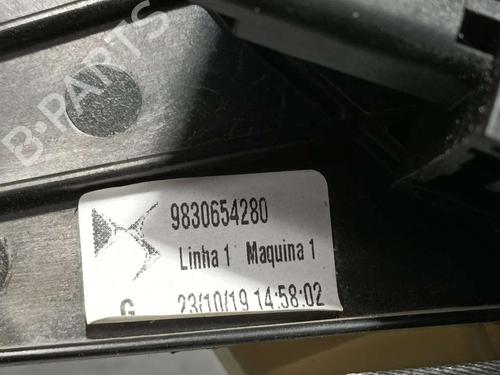 B-PARTS
9830654280
Linha 1 Maquina 1
G 23/10/19 14:58:02